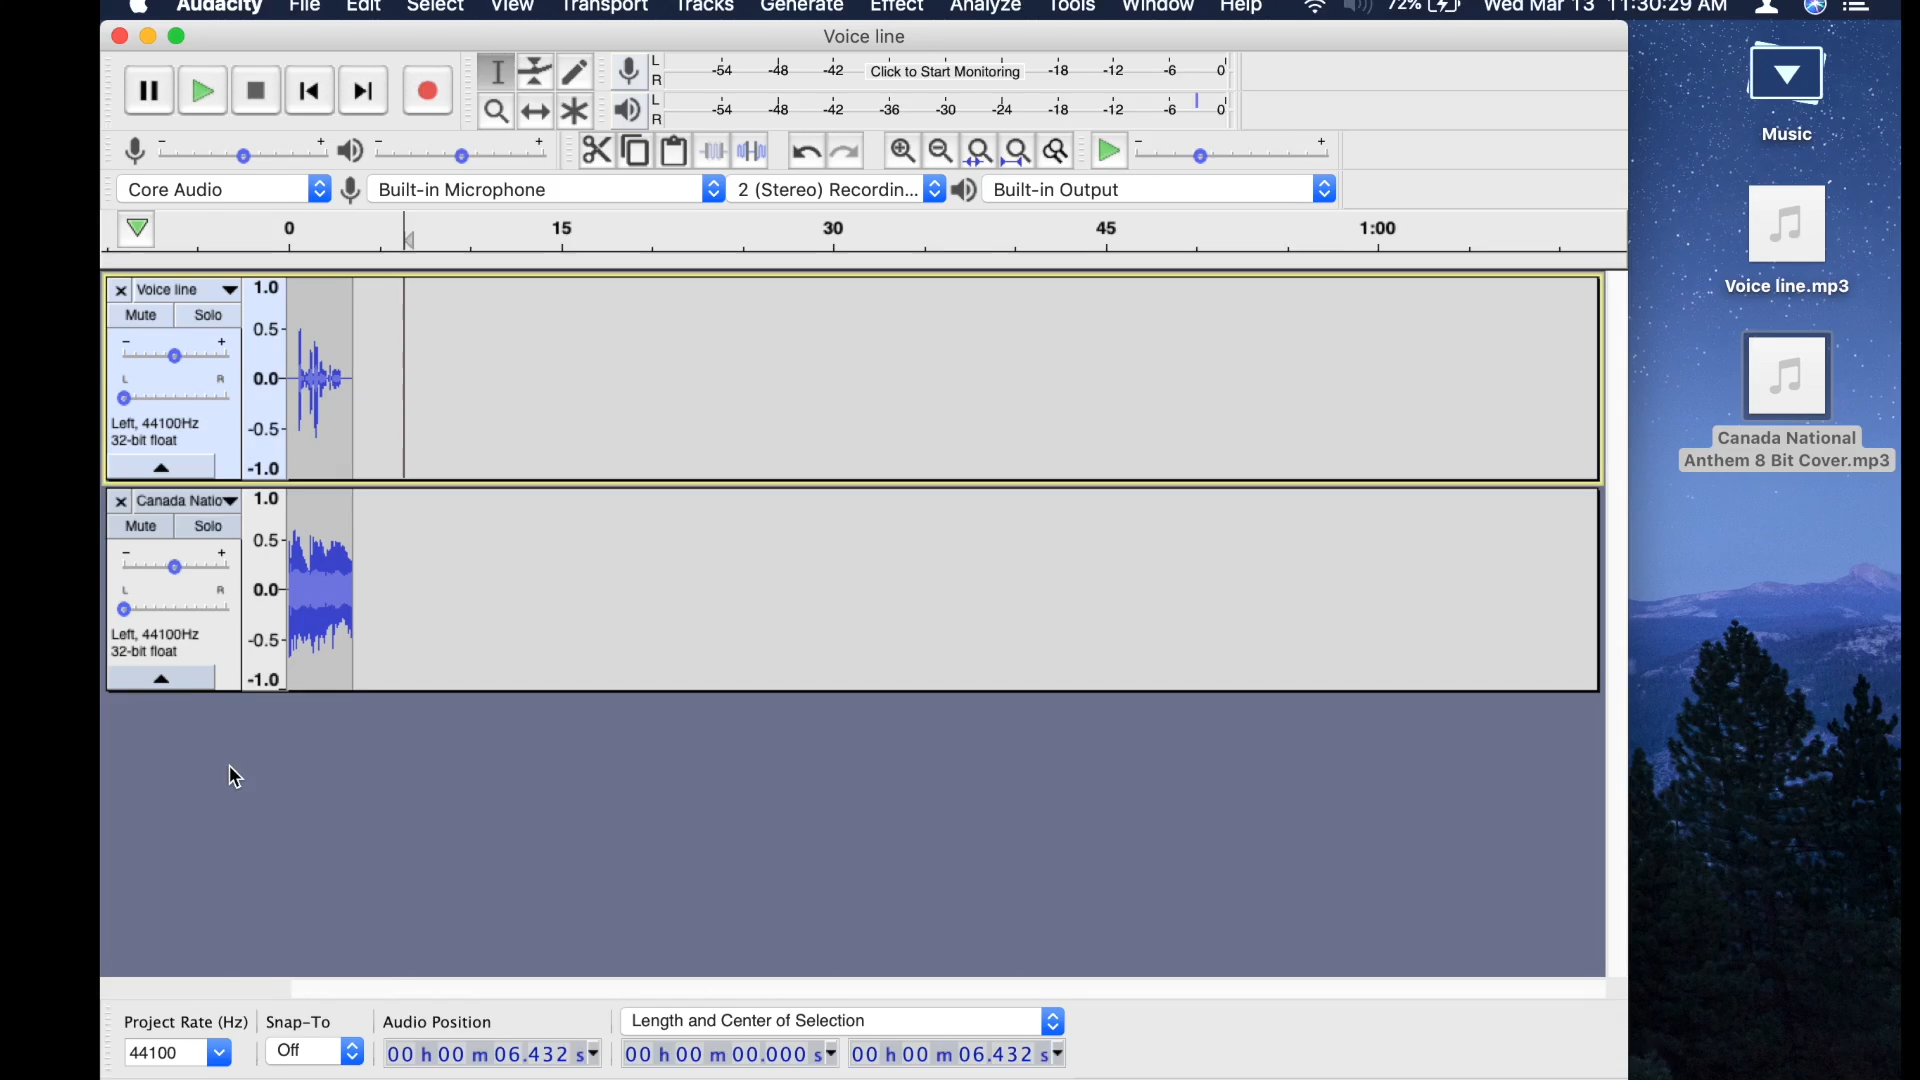 Audacity File Edit Select View Transport Tracks Generate Effect Analyze Tools Window Help 72% Wed Mar 13 11:30:29 AM
Voice line
L
R
-54 -48 -42 Click to Start Monitoring -18 -12 -6 0
L
R
-54 -48 -42 -36 -30 -24 -18 -12 -6 0
- + - + - +
Core Audio Built-in Microphone 2 (Stereo) Recordin... Built-in Output
0 15 30 45 1:00
Voice line
Mute Solo
- +
L R
Left, 44100Hz
32-bit float
1.0
0.5
0.0
-0.5
-1.0
Canada Natio
Mute Solo
- +
L R
Left, 44100Hz
32-bit float
1.0
0.5
0.0
-0.5
-1.0
Music
Voice line.mp3
Canada National
Anthem 8 Bit Cover.mp3
Project Rate (Hz) Snap-To Audio Position Length and Center of Selection
44100 Off 00 h 00 m 06.432 s 00 h 00 m 00.000 s 00 h 00 m 06.432 s